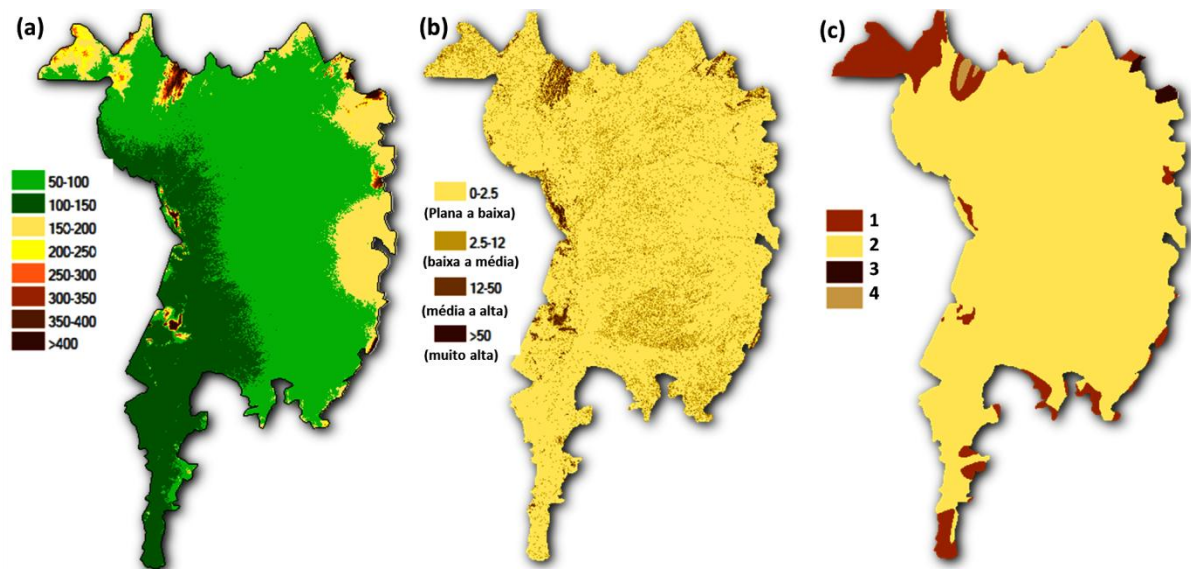 (a)
50-100
100-150
150-200
200-250
250-300
300-350
350-400
>400
(b)
0-2.5
(Plana a baixa)
2.5-12
(baixa a média)
12-50
(média a alta)
>50
(muito alta)
(c)
1
2
3
4